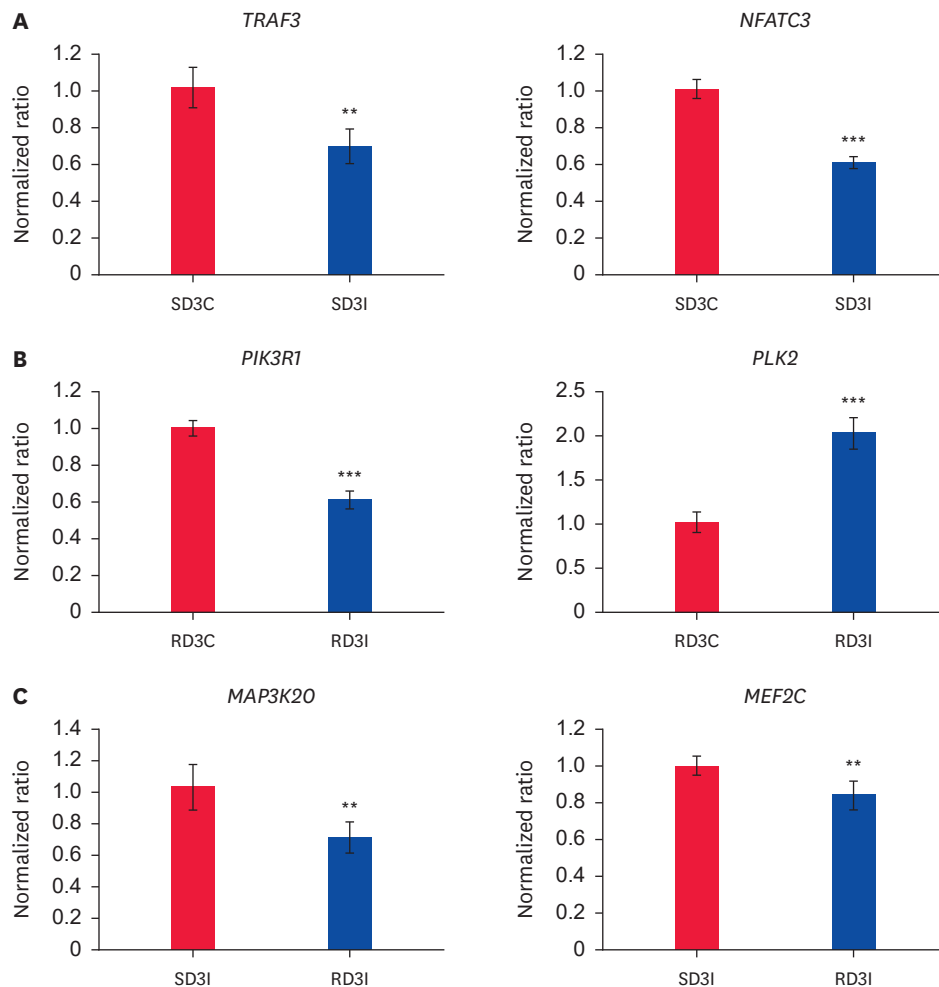 A
TRAF3
Normalized ratio
1.2
1.0
0.8
0.6
0.4
0.2
0
**
SD3C
SD3I
NFATC3
Normalized ratio
1.2
1.0
0.8
0.6
0.4
0.2
0
***
SD3C
SD3I
B
PIK3R1
Normalized ratio
1.2
1.0
0.8
0.6
0.4
0.2
0
***
RD3C
RD3I
PLK2
Normalized ratio
2.5
2.0
1.5
1.0
0.5
0
***
RD3C
RD3I
C
MAP3K20
Normalized ratio
1.4
1.2
1.0
0.8
0.6
0.4
0.2
0
**
SD3I
RD3I
MEF2C
Normalized ratio
1.2
1.0
0.8
0.6
0.4
0.2
0
**
SD3I
RD3I